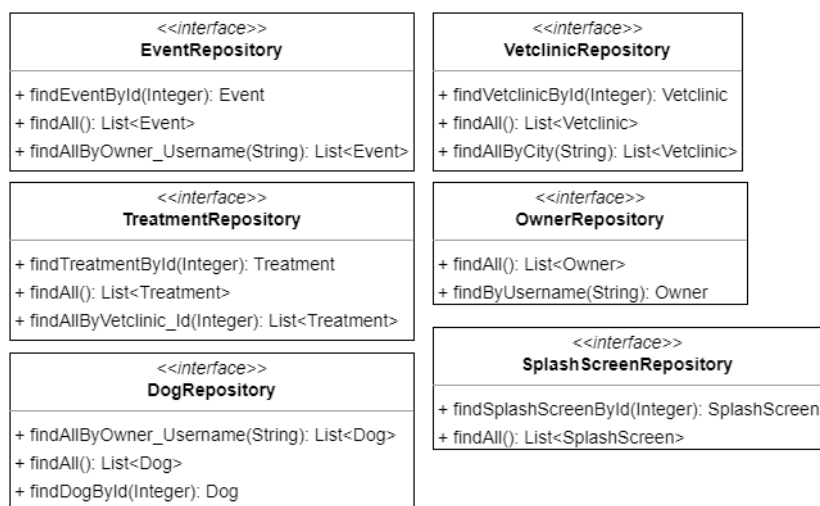 <<interface>>
EventRepository
+ findEventById(Integer): Event
+ findAll(): List<Event>
+ findAllByOwner_Username(String): List<Event>
<<interface>>
VetclinicRepository
+ findVetclinicById(Integer): Vetclinic
+ findAll(): List<Vetclinic>
+ findAllByCity(String): List<Vetclinic>
<<interface>>
TreatmentRepository
+ findTreatmentById(Integer): Treatment
+ findAll(): List<Treatment>
+ findAllByVetclinic_Id(Integer): List<Treatment>
<<interface>>
OwnerRepository
+ findAll(): List<Owner>
+ findByUsername(String): Owner
<<interface>>
DogRepository
+ findAllByOwner_Username(String): List<Dog>
+ findAll(): List<Dog>
+ findDogById(Integer): Dog
<<interface>>
SplashScreenRepository
+ findSplashScreenById(Integer): SplashScreen
+ findAll(): List<SplashScreen>